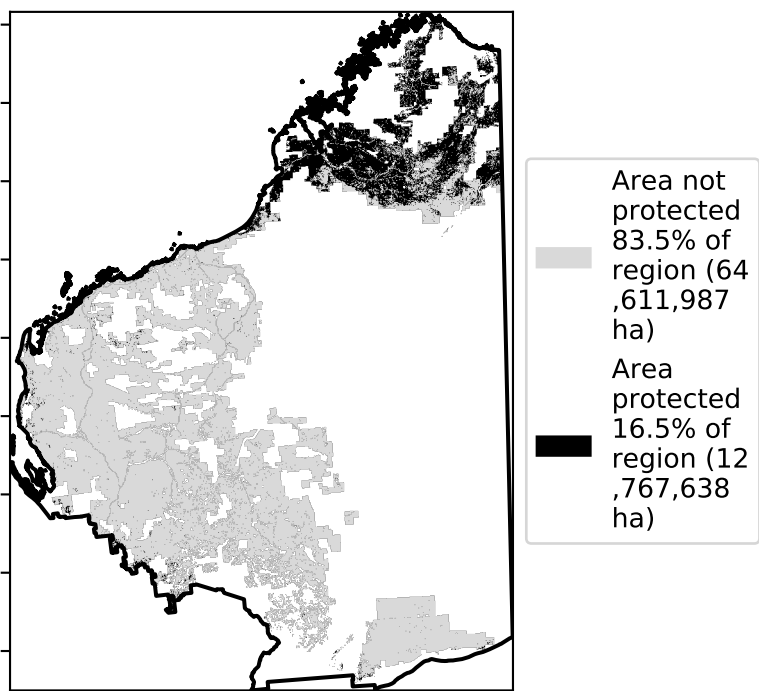 Area not
protected
83.5% of
region (64
,611,987
ha)
Area
protected
16.5% of
region (12
,767,638
ha)